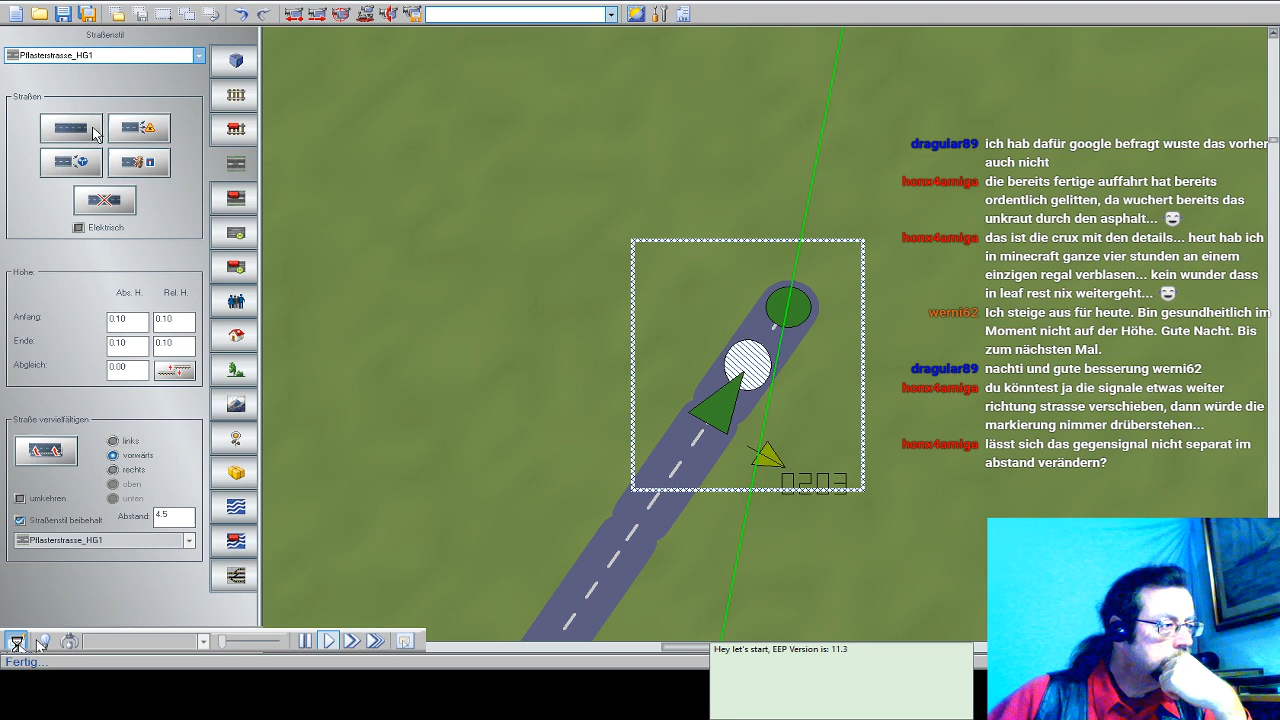 Straßenstil
Pflasterstrasse_HG1
Straßen
Elektrisch
Höhe:
Abs. H.
Rel. H.
Anfang:
0.10
0.10
Ende:
0.10
0.10
Abgleich:
0.00
Straße vervielfältigen
links
vorwärts
rechts
oben
unten
umkehren
Straßenstil beibehalt
Abstand:
4.5
Pflasterstrasse_HG1
Fertig...
0203
Hey let's start, EEP Version is: 11.3
dragular89 ich hab dafür google befragt wuste das vorher
auch nicht
honx4amiga die bereits fertige auffahrt hat bereits
ordentlich gelitten, da wuchert bereits das
unkraut durch den asphalt...
honx4amiga das ist die crux mit den details... heut hab ich
in minecraft ganze vier stunden an einem
einzigen regal verblasen... kein wunder dass
in leaf rest nix weitergeht...
werni62 Ich steige aus für heute. Bin gesundheitlich im
Moment nicht auf der Höhe. Gute Nacht. Bis
zum nächsten Mal.
dragular89 nachti und gute besserung werni62
honx4amiga du könntest ja die signale etwas weiter
richtung strasse verschieben, dann würde die
markierung nimmer drüberstehen...
honx4amiga lässt sich das gegensignal nicht separat im
abstand verändern?